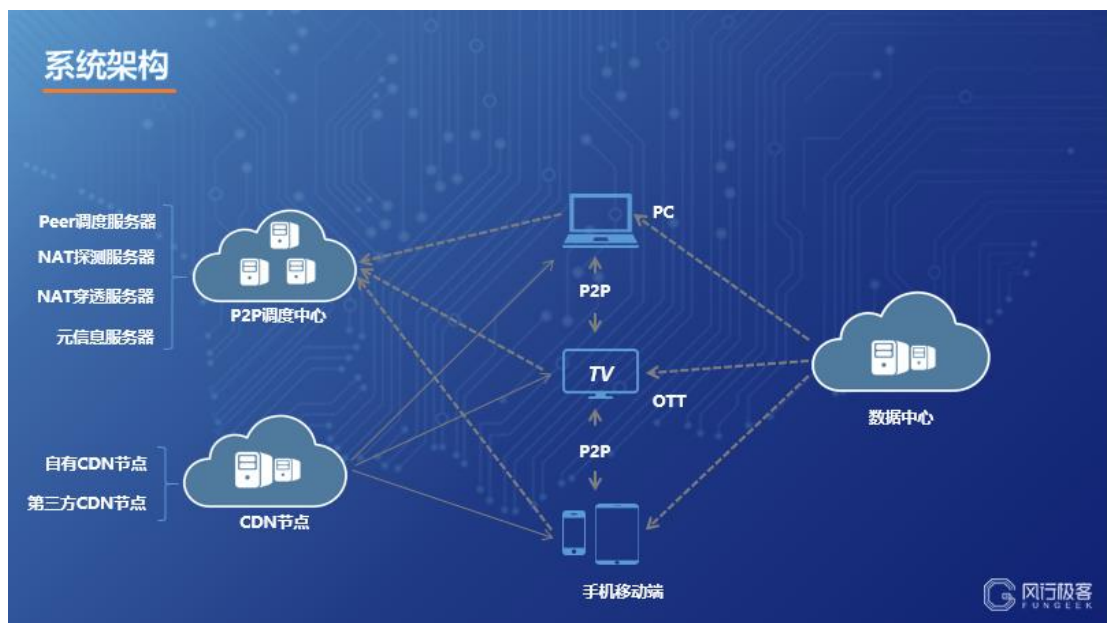 系统架构
Peer调度服务器
NAT探测服务器
NAT穿透服务器
元信息服务器
P2P调度中心
自有CDN节点
第三方CDN节点
CDN节点
PC
P2P
TV
OTT
P2P
手机移动端
数据中心
风行极客
FUNGEEK